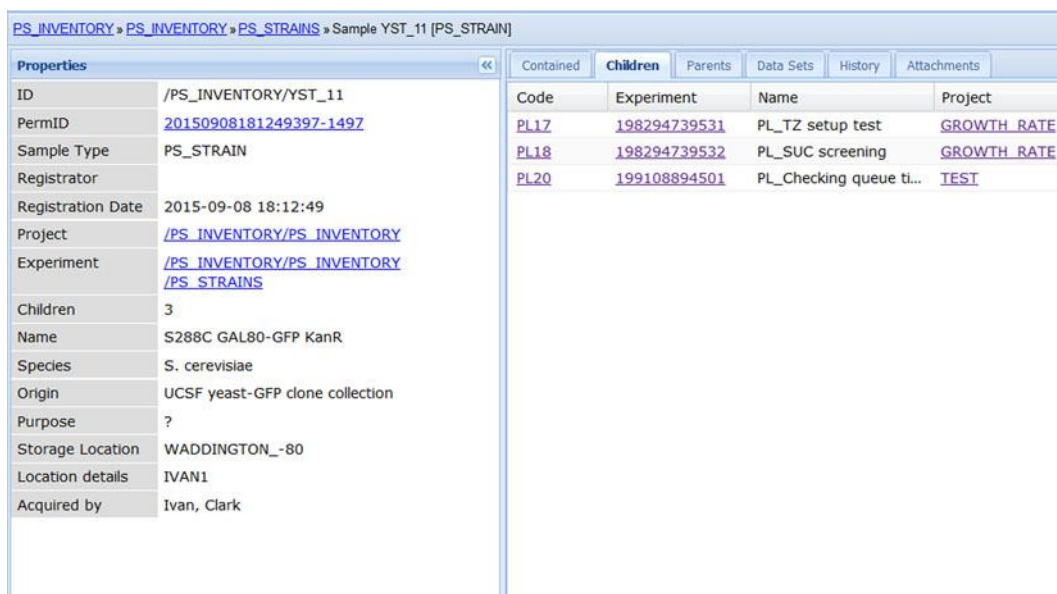 PS_INVENTORY » PS_INVENTORY » PS_STRAINS » Sample YST_11 [PS_STRAIN]
Properties «
ID /PS_INVENTORY/YST_11
PermID 20150908181249397-1497
Sample Type PS_STRAIN
Registrator
Registration Date 2015-09-08 18:12:49
Project /PS_INVENTORY/PS_INVENTORY
Experiment /PS_INVENTORY/PS_INVENTORY
/PS_STRAINS
Children 3
Name S288C GAL80-GFP KanR
Species S. cerevisiae
Origin UCSF yeast-GFP clone collection
Purpose ?
Storage Location WADDINGTON_-80
Location details IVAN1
Acquired by Ivan, Clark
Contained Children Parents Data Sets History Attachments
Code Experiment Name Project
PL17 198294739531 PL_TZ setup test GROWTH_RATE
PL18 198294739532 PL_SUC screening GROWTH_RATE
PL20 199108894501 PL_Checking queue ti... TEST